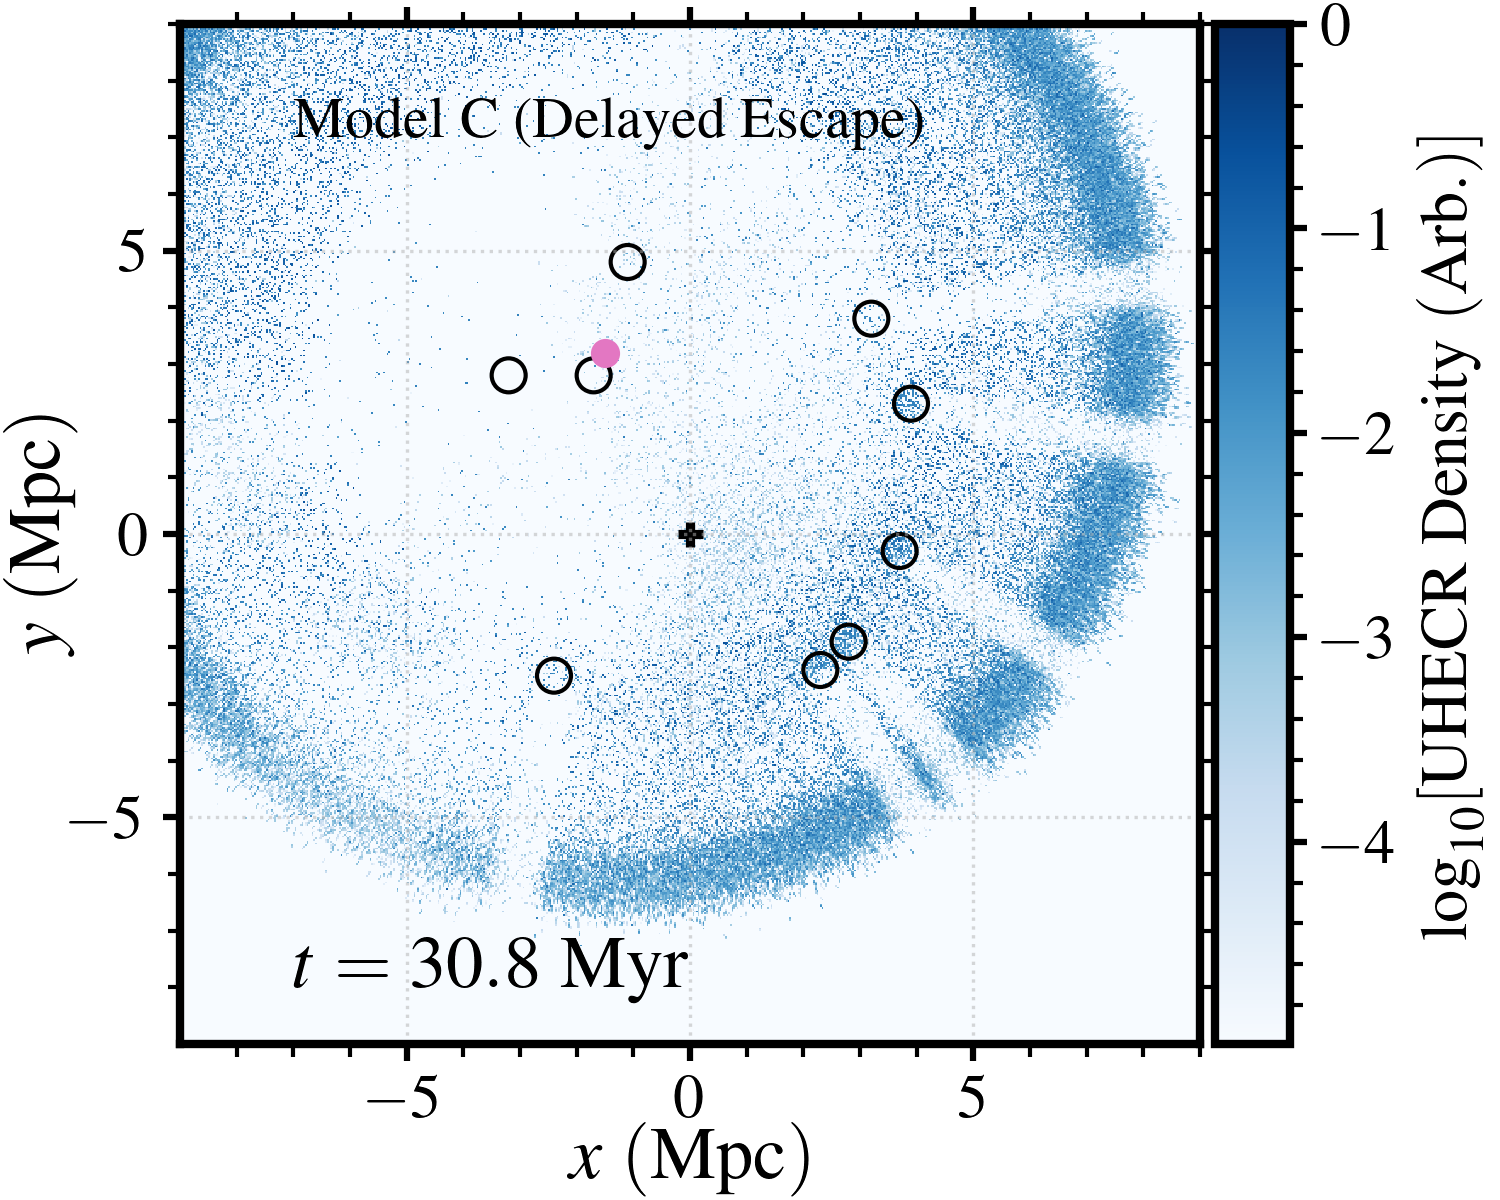 Model C (Delayed Escape)
t = 30.8 Myr
y (Mpc)
5
0
−5
−5
0
5
x (Mpc)
0
−1
−2
−3
−4
log10[UHECR Density (Arb.)]